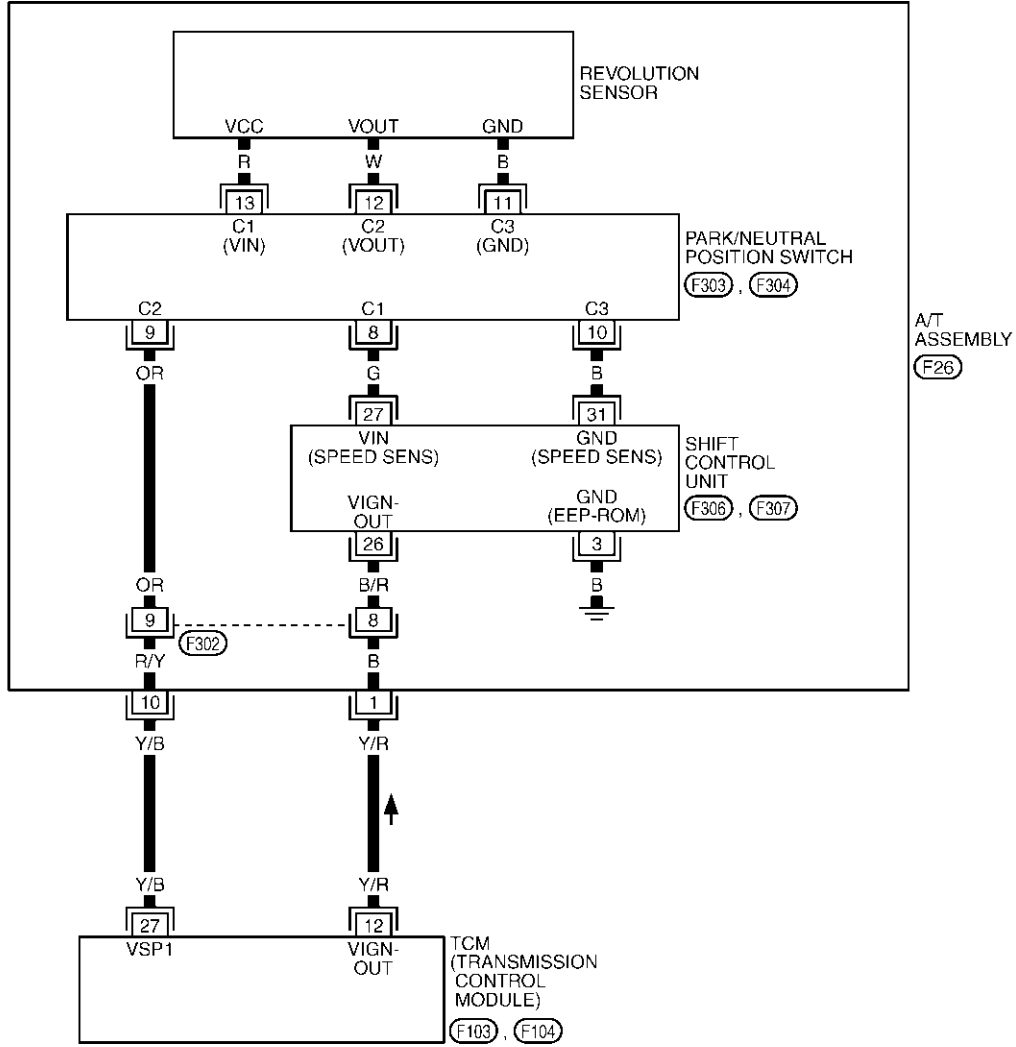 REVOLUTION
SENSOR
VCC VOUT GND
R W B
13 12 11
C1 C2 C3
(VIN) (VOUT) (GND)
PARK/NEUTRAL
POSITION SWITCH
F303 , F304
C2 C1 C3
9 8 10
A/T
ASSEMBLY
F26
OR G B
27 31
VIN GND
(SPEED SENS) (SPEED SENS)
SHIFT
CONTROL
UNIT
F306 , F307
VIGN-
OUT
GND
(EEP-ROM)
26 3
OR B/R B
9 8
F302
R/Y B
10 1
Y/B Y/R
Y/B Y/R
27 12
VSP1 VIGN-
OUT
TCM
(TRANSMISSION
CONTROL
MODULE)
F103 , F104